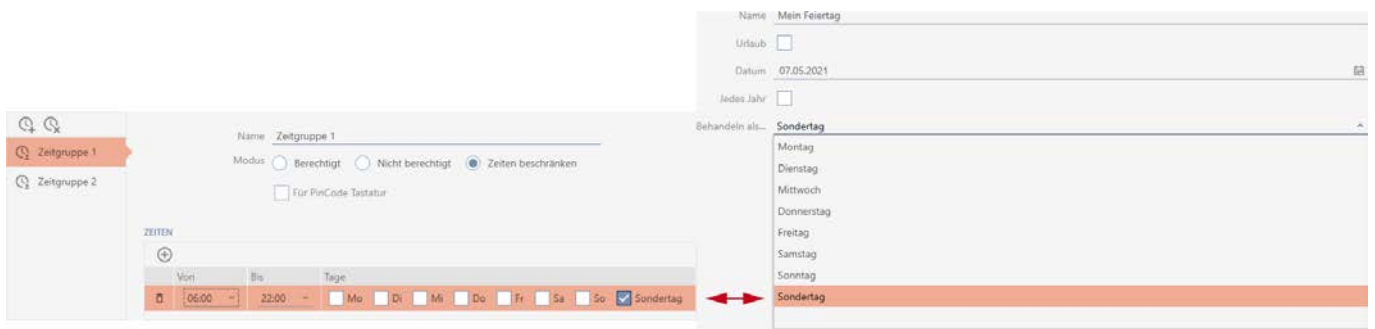 Name Mein Feiertag
Urlaub
Datum 07.05.2021
Jedes Jahr
Behandeln als... Sondertag
Montag
Dienstag
Mittwoch
Donnerstag
Freitag
Samstag
Sonntag
Sondertag
Zeitgruppe 1
Zeitgruppe 2
Name Zeitgruppe 1
Modus Berechtigt Nicht berechtigt Zeiten beschränken
Für PinCode Tastatur
ZEITEN
Von Bis Tage
06:00 22:00 Mo Di Mi Do Fr Sa So Sondertag